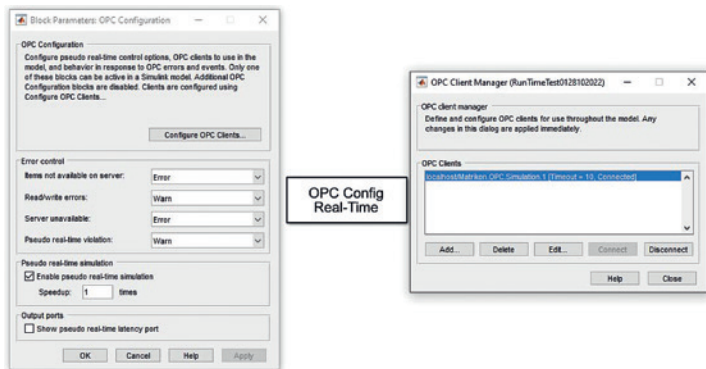 Block Parameters: OPC Configuration
OPC Configuration
Configure pseudo real-time control options, OPC clients to use in the
model, and behavior in response to OPC errors and events. Only one
of these blocks can be active in a Simulink model. Additional OPC
Configuration blocks are disabled. Clients are configured using
Configure OPC Clients...
Configure OPC Clients...
Error control
Items not available on server: Error
Read/write errors: Warn
Server unavailable: Error
Pseudo real-time violation: Warn
Pseudo real-time simulation
Enable pseudo real-time simulation
Speedup: 1 times
Output ports
Show pseudo real-time latency port
OK Cancel Help Apply
OPC Config
Real-Time
OPC Client Manager (RunTimeTest0128102022)
OPC client manager
Define and configure OPC clients for use throughout the model. Any
changes in this dialog are applied immediately.
OPC Clients
localhost/Matrikon.OPC.Simulation.1 [Timeout = 10, Connected]
Add... Delete Edit... Connect Disconnect
Help Close